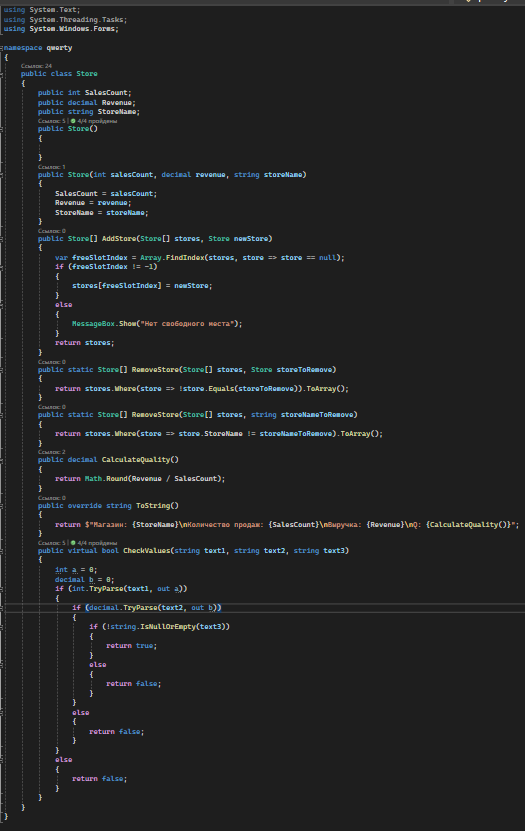 using System.Text;
using System.Threading.Tasks;
using System.Windows.Forms;
namespace qwerty
{
Ссылок: 24
public class Store
{
public int SalesCount;
public decimal Revenue;
public string StoreName;
Ссылок: 5 | 4/4 пройдены
public Store()
{
}
Ссылок: 1
public Store(int salesCount, decimal revenue, string storeName)
{
SalesCount = salesCount;
Revenue = revenue;
StoreName = storeName;
}
Ссылок: 0
public Store[] AddStore(Store[] stores, Store newStore)
{
var freeSlotIndex = Array.FindIndex(stores, store => store == null);
if (freeSlotIndex != -1)
{
stores[freeSlotIndex] = newStore;
}
else
{
MessageBox.Show("Нет свободного места");
}
return stores;
}
Ссылок: 0
public static Store[] RemoveStore(Store[] stores, Store storeToRemove)
{
return stores.Where(store => !store.Equals(storeToRemove)).ToArray();
}
Ссылок: 0
public static Store[] RemoveStore(Store[] stores, string storeNameToRemove)
{
return stores.Where(store => store.StoreName != storeNameToRemove).ToArray();
}
Ссылок: 2
public decimal CalculateQuality()
{
return Math.Round(Revenue / SalesCount);
}
Ссылок: 0
public override string ToString()
{
return $"Магазин: {StoreName}\nКоличество продаж: {SalesCount}\nВыручка: {Revenue}\nQ: {CalculateQuality()}";
}
Ссылок: 5 | 4/4 пройдены
public virtual bool CheckValues(string text1, string text2, string text3)
{
int a = 0;
decimal b = 0;
if (int.TryParse(text1, out a))
{
if (decimal.TryParse(text2, out b))
{
if (!string.IsNullOrEmpty(text3))
{
return true;
}
else
{
return false;
}
}
else
{
return false;
}
}
else
{
return false;
}
}
}
}